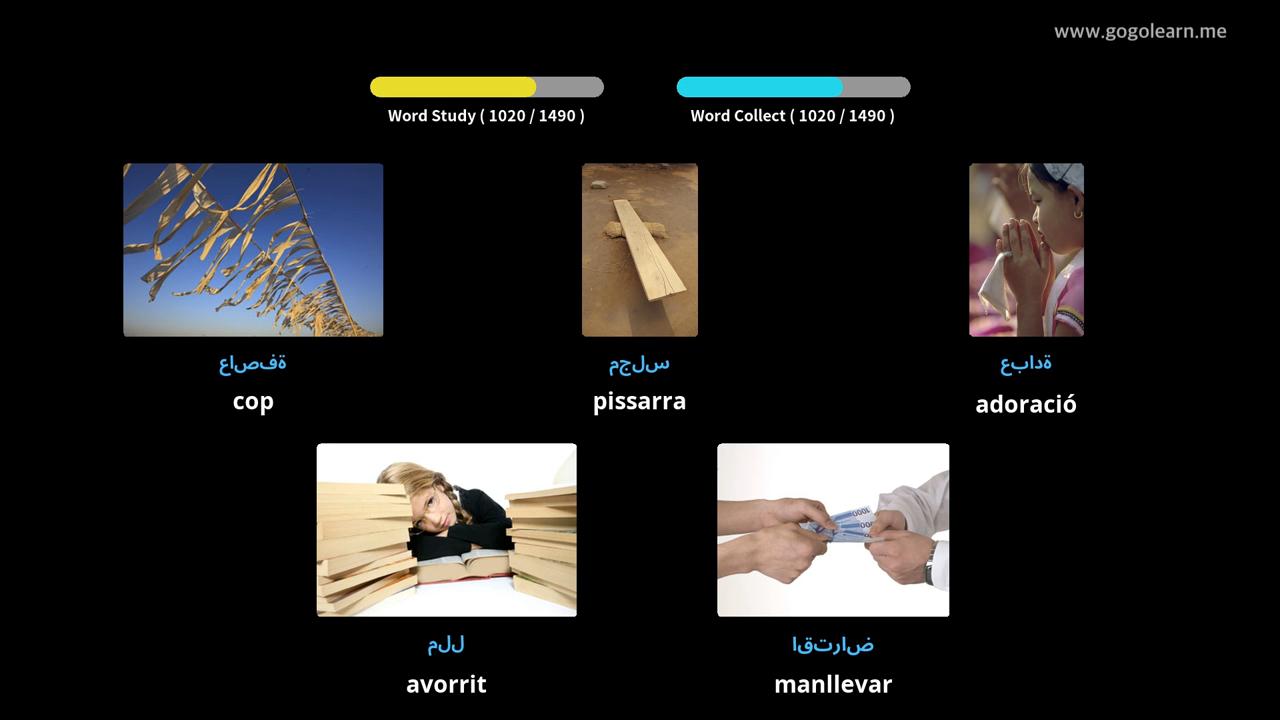 www.gogolearn.me
Word Study ( 1020 / 1490 )
Word Collect ( 1020 / 1490 )
عاصفة
cop
مجلس
pissarra
عبادة
adoració
ملل
avorrit
اقتراض
manllevar